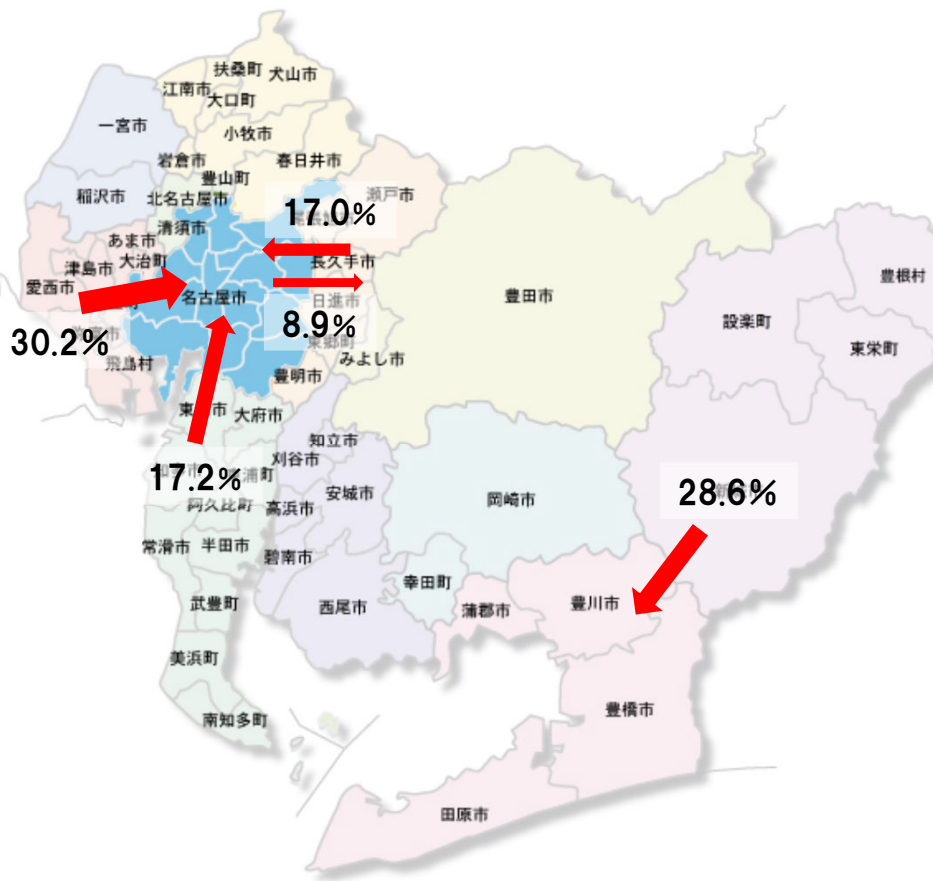 扶桑町
犬山市
江南市
大口町
一宮市
小牧市
岩倉市
春日井市
豊山町
瀬戸市
稲沢市
北名古屋市
17.0%
清須市
あま市
長久手市
津島市
大治町
愛西市
名古屋市
日進市
豊田市
豊根村
設楽町
8.9%
30.2%
東郷町
東栄町
みよし市
飛島村
豊明市
大府市
知立市
刈谷市
17.2%
28.6%
安城市
岡崎市
阿久比町
高浜市
常滑市
半田市
碧南市
幸田町
西尾市
武豊町
蒲郡市
豊川市
美浜町
南知多町
豊橋市
田原市